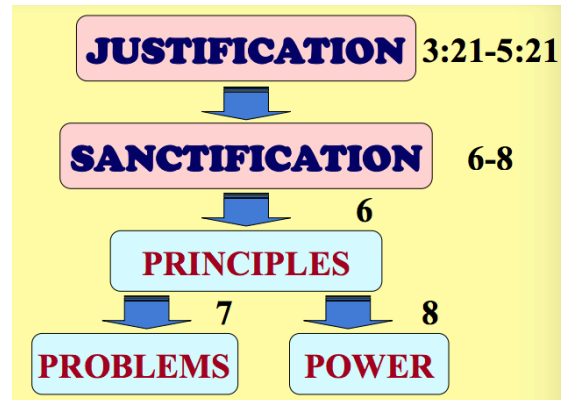 JUSTIFICATION 3:21-5:21
SANCTIFICATION 6-8
6
PRINCIPLES
7 8
PROBLEMS POWER